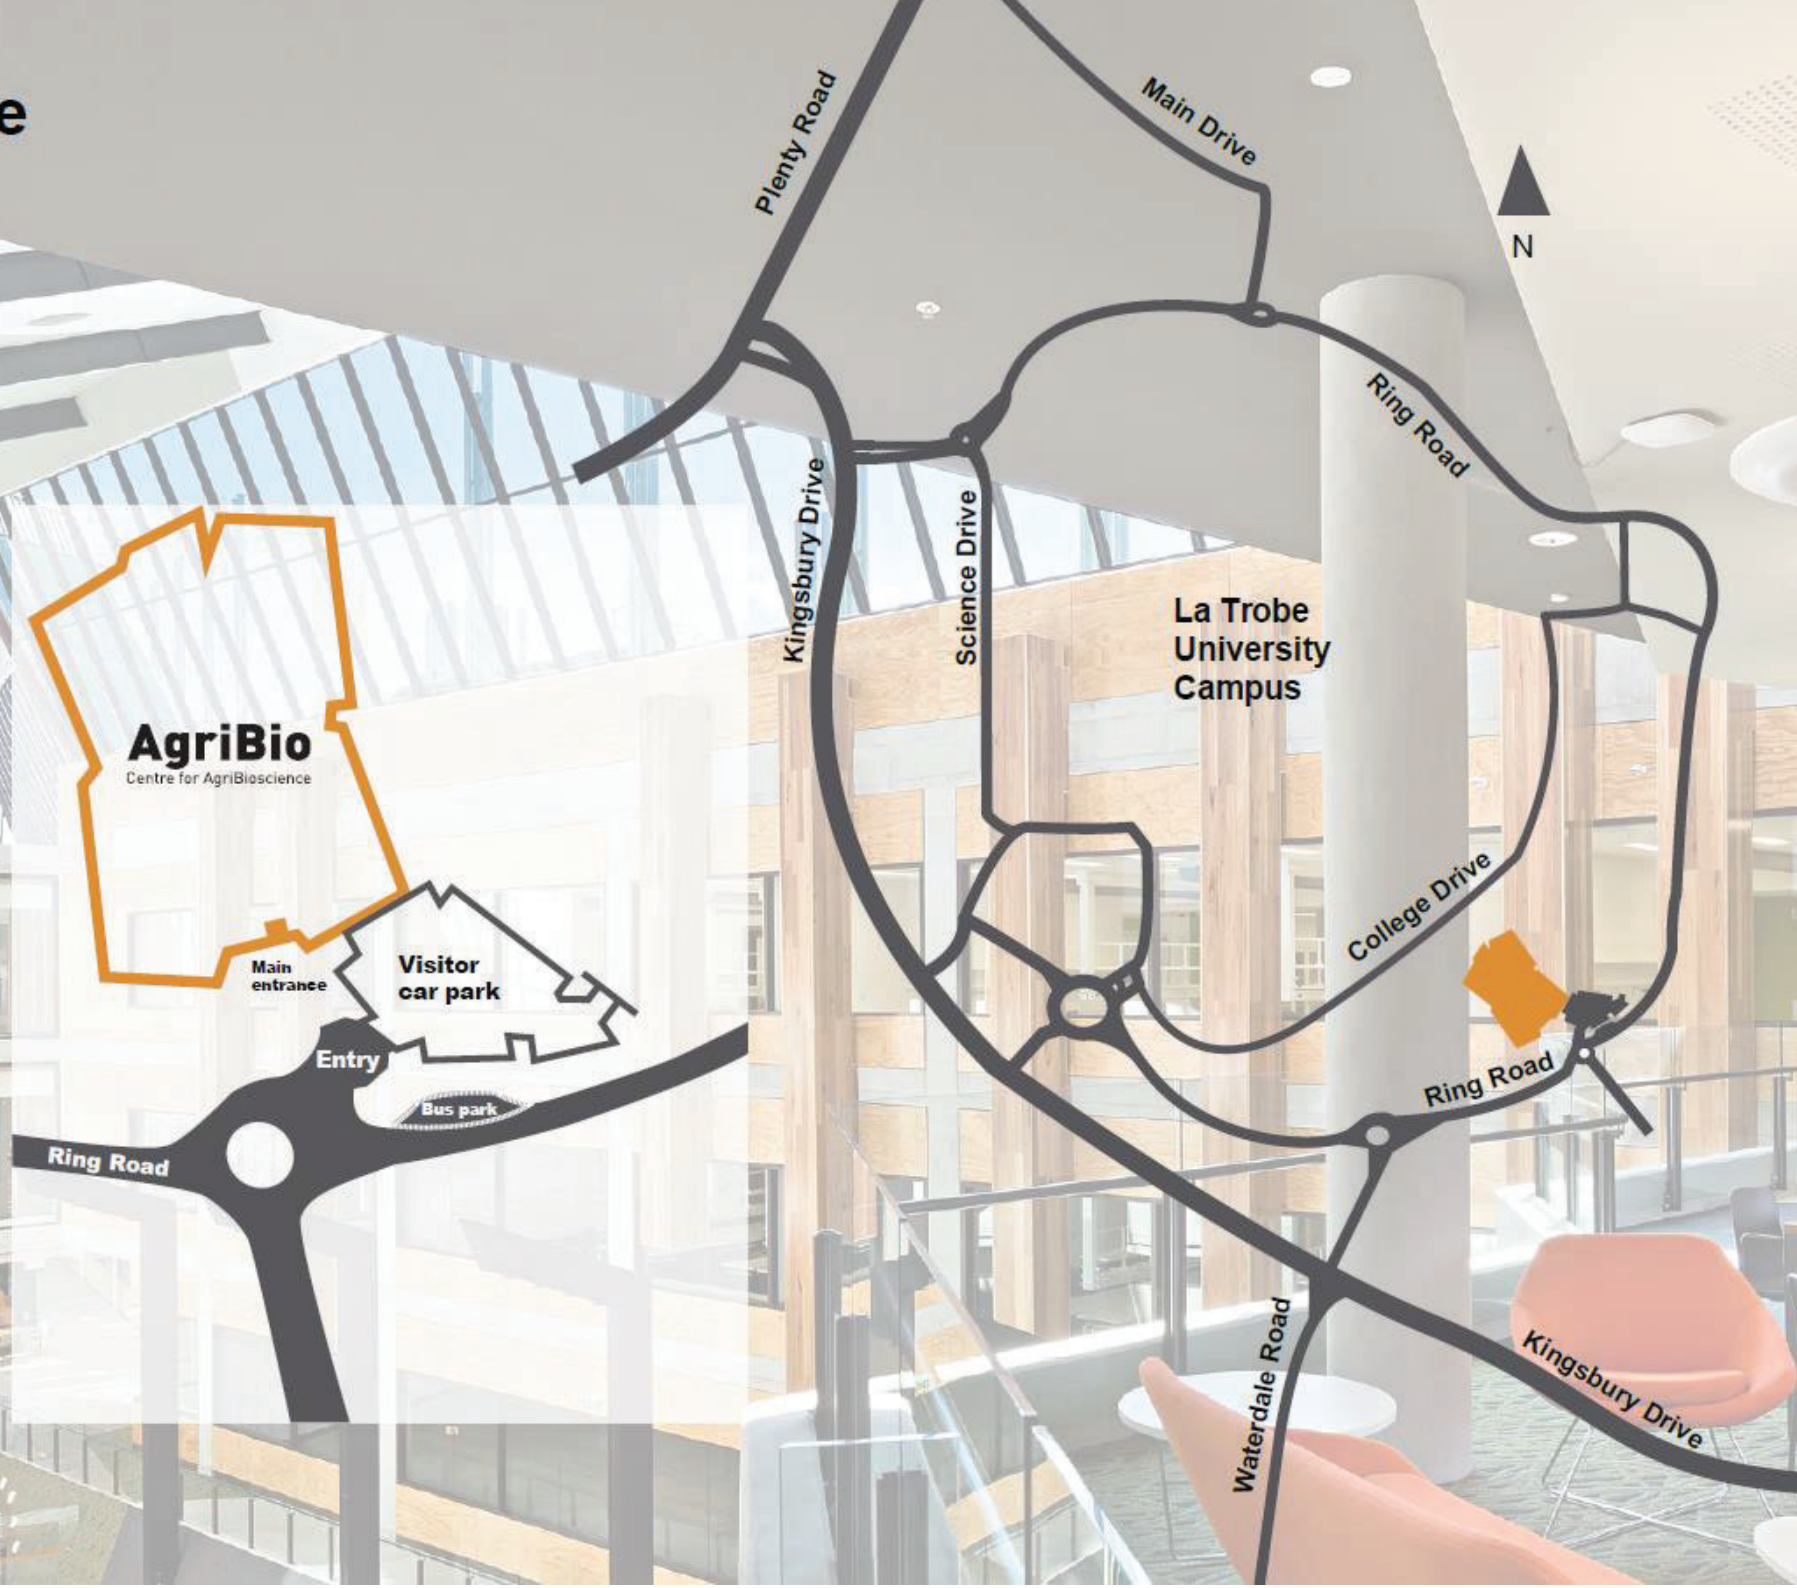 e
Plenty Road
Main Drive
N
Ring Road
Kingsbury Drive
Science Drive
La Trobe
University
Campus
AgriBio
Centre for AgriBioscience
College Drive
Main
entrance
Visitor
car park
Entry
Ring Road
Bus park
Ring Road
Waterdale Road
Kingsbury Drive